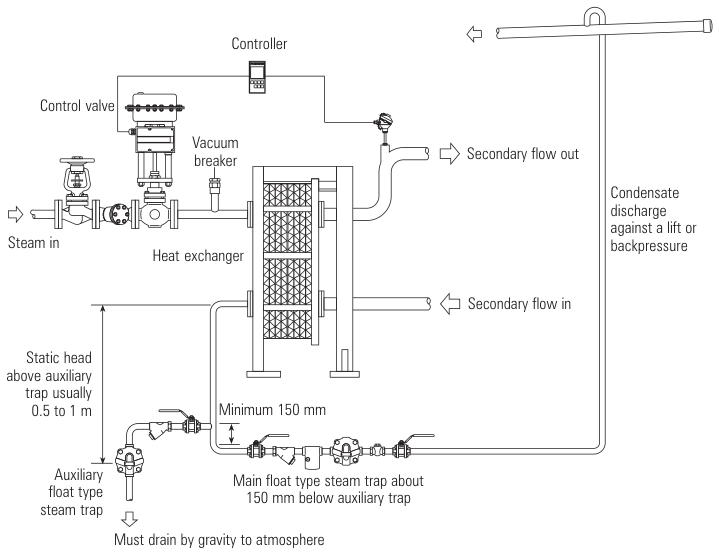 Controller
Control valve
Vacuum
breaker
Secondary flow out
Steam in
Heat exchanger
Condensate
discharge
against a lift or
backpressure
Secondary flow in
Static head
above auxiliary
trap usually
0.5 to 1 m
Minimum 150 mm
Auxiliary
float type
steam trap
Main float type steam trap about
150 mm below auxiliary trap
Must drain by gravity to atmosphere